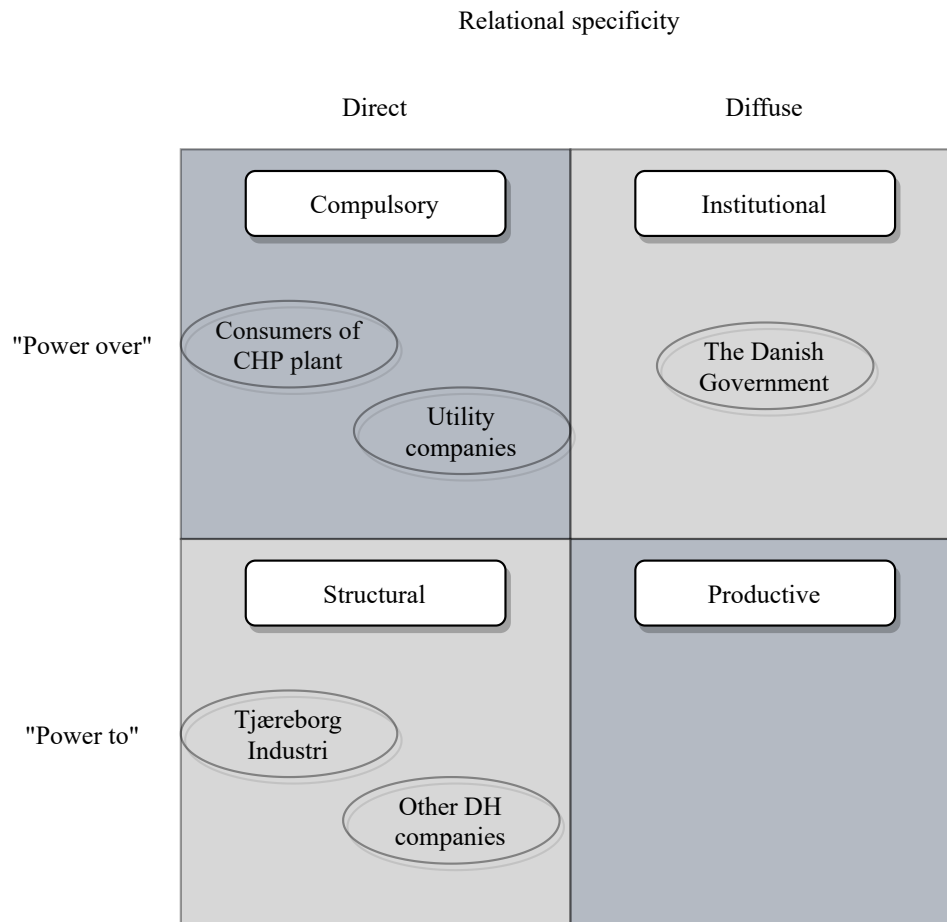 Relational specificity
Direct
Diffuse
Compulsory
Institutional
"Power over"
Consumers of
CHP plant
Utility
companies
The Danish
Government
Structural
Productive
"Power to"
Tjæreborg
Industri
Other DH
companies